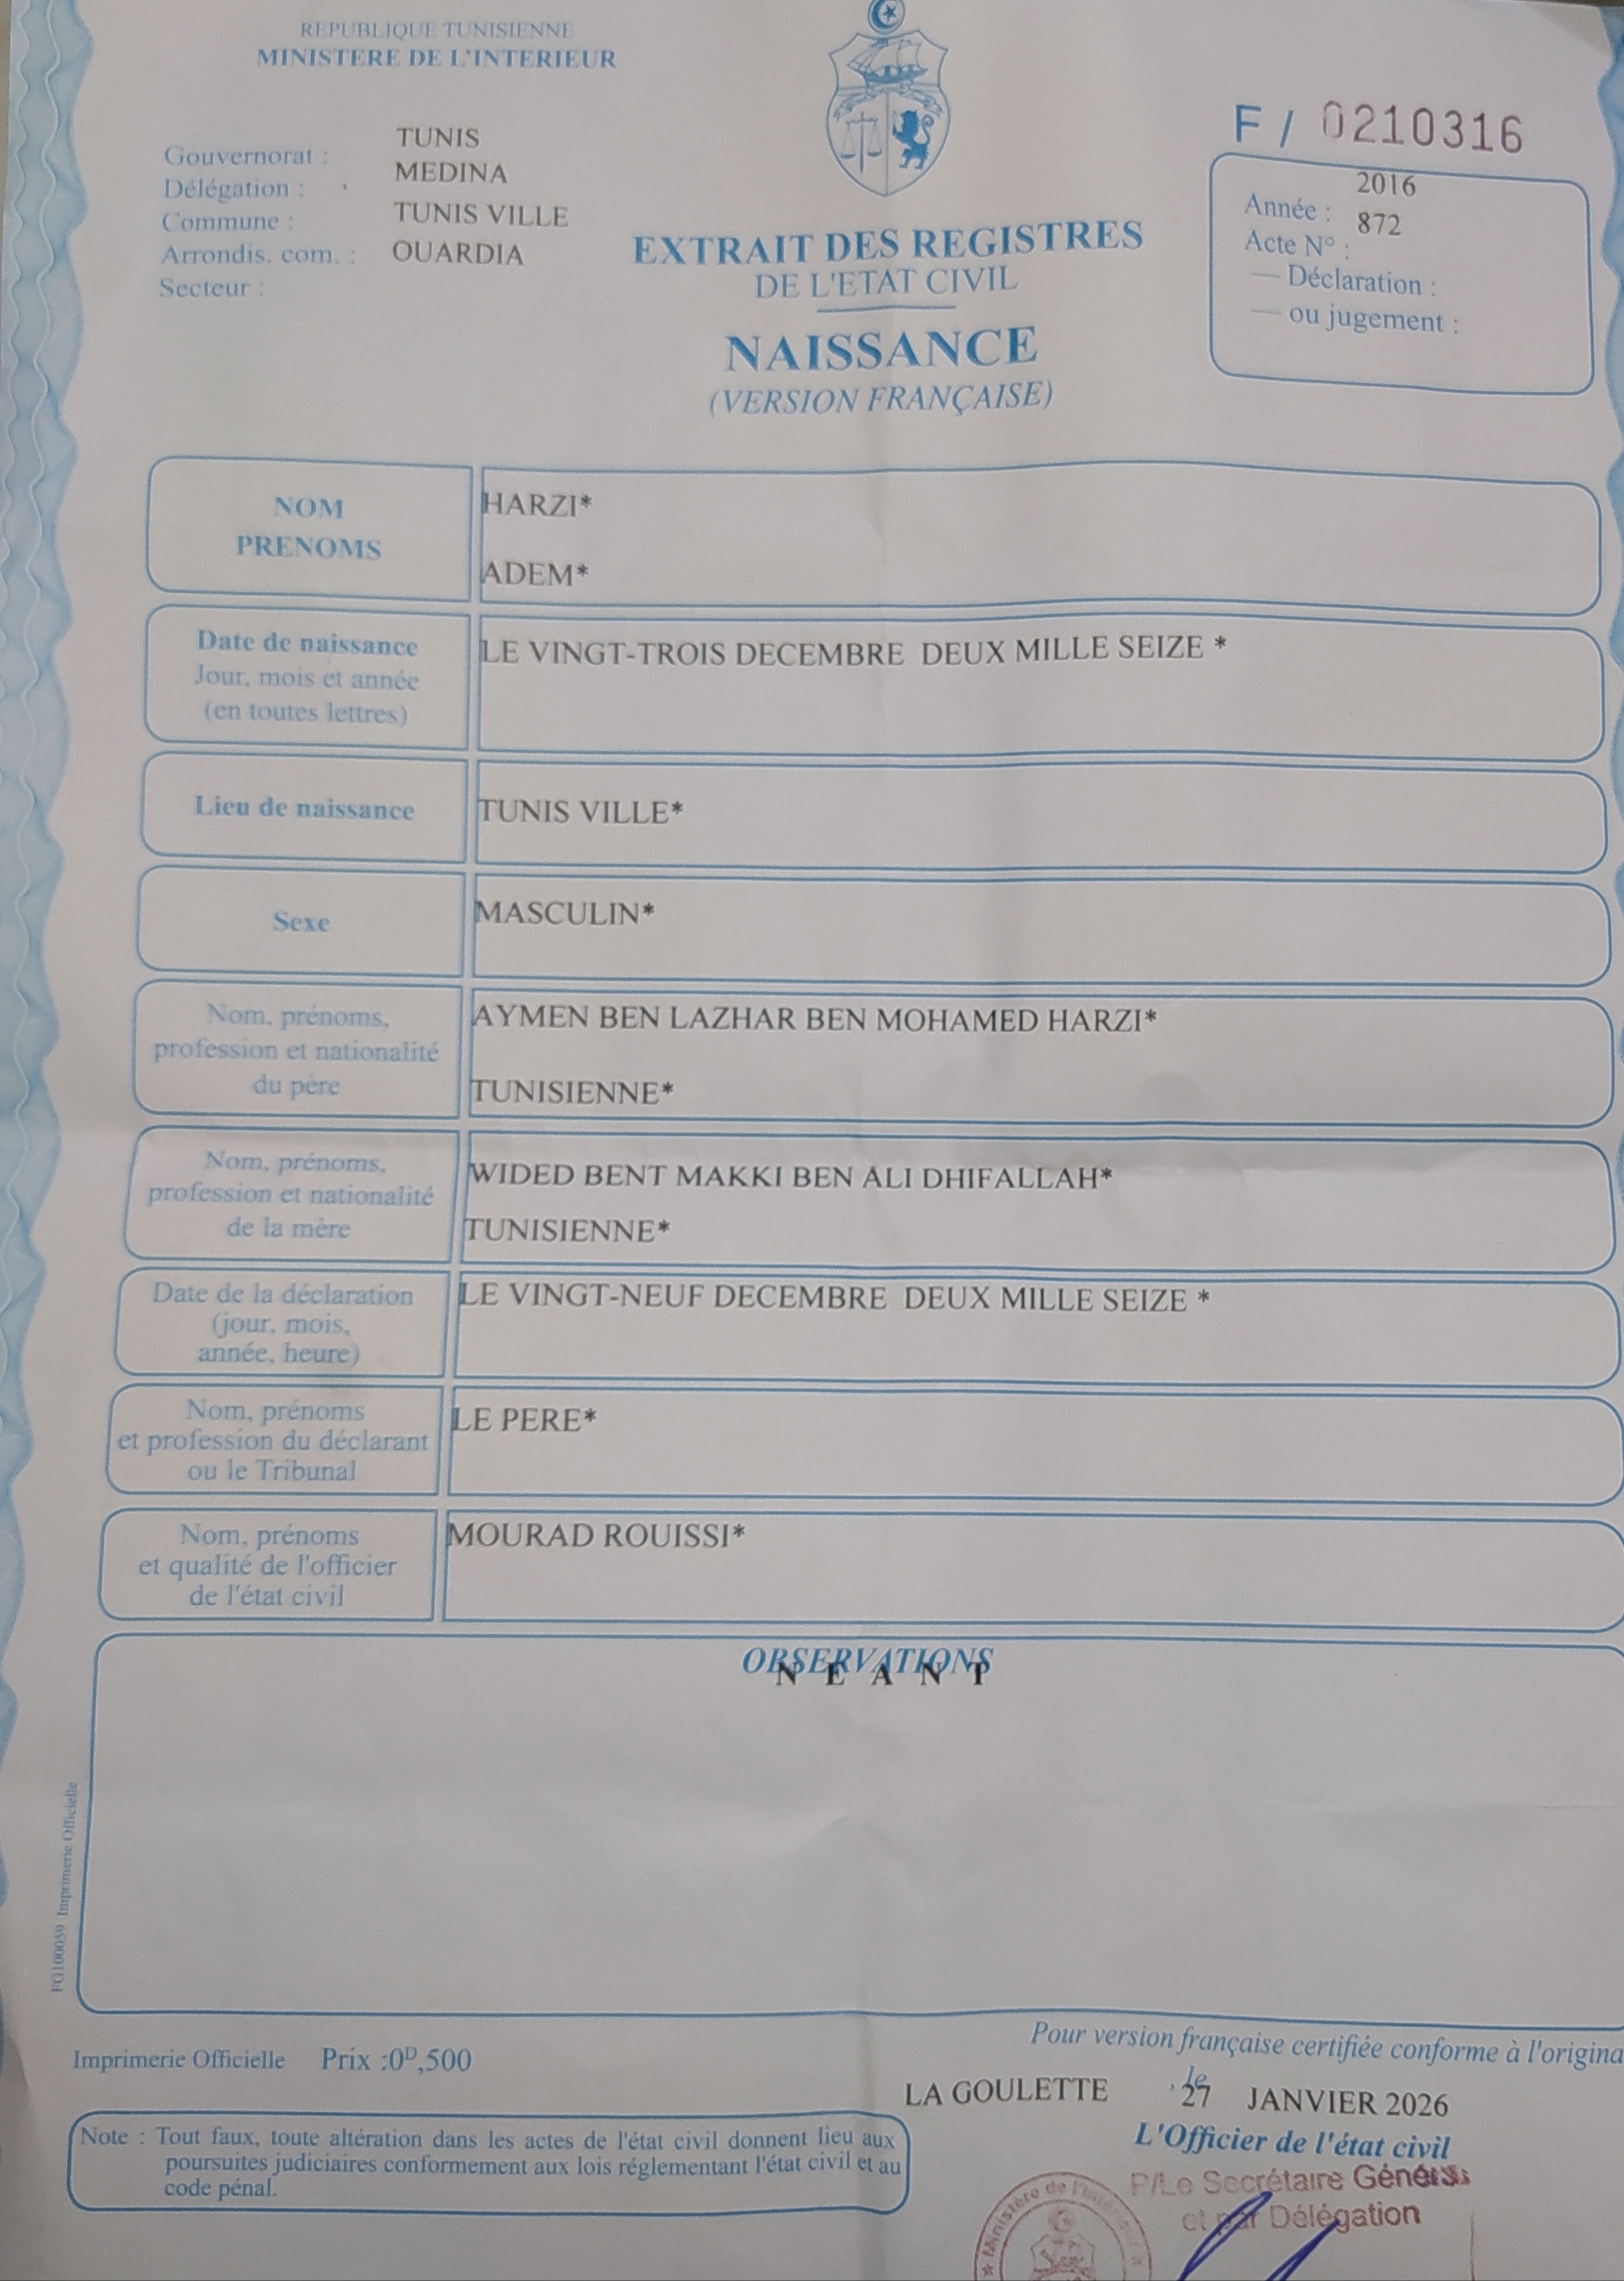 REPUBLIQUE TUNISIENNE
MINISTERE DE L'INTERIEUR
Gouvernorat : TUNIS
Délégation : MEDINA
Commune : TUNIS VILLE
Arrondis. com. : OUARDIA
Secteur :
F / 0210316
Année : 2016
Acte N° : 872
— Déclaration :
— ou jugement :
EXTRAIT DES REGISTRES
DE L'ETAT CIVIL
NAISSANCE
(VERSION FRANÇAISE)
NOM HARZI*
PRENOMS ADEM*
Date de naissance LE VINGT-TROIS DECEMBRE DEUX MILLE SEIZE *
Jour, mois et année
(en toutes lettres)
Lieu de naissance TUNIS VILLE*
Sexe MASCULIN*
Nom, prénoms, AYMEN BEN LAZHAR BEN MOHAMED HARZI*
profession et nationalité
du père TUNISIENNE*
Nom, prénoms, WIDED BENT MAKKI BEN ALI DHIFALLAH*
profession et nationalité
de la mère TUNISIENNE*
Date de la déclaration LE VINGT-NEUF DECEMBRE DEUX MILLE SEIZE *
(jour, mois,
année, heure)
Nom, prénoms LE PERE*
et profession du déclarant
ou le Tribunal
Nom, prénoms MOURAD ROUISSI*
et qualité de l'officier
de l'état civil
OBSERVATIONS
N E A N T
FG100059 Imprimerie Officielle
Imprimerie Officielle Prix :0ᴰ,500
Pour version française certifiée conforme à l'origina
LA GOULETTE le 27 JANVIER 2026
L'Officier de l'état civil
P/Le Secrétaire Général
et par Délégation
Note : Tout faux, toute altération dans les actes de l'état civil donnent lieu aux
poursuites judiciaires conformement aux lois réglementant l'état civil et au
code pénal.
★ Ministère de l'Intérieur